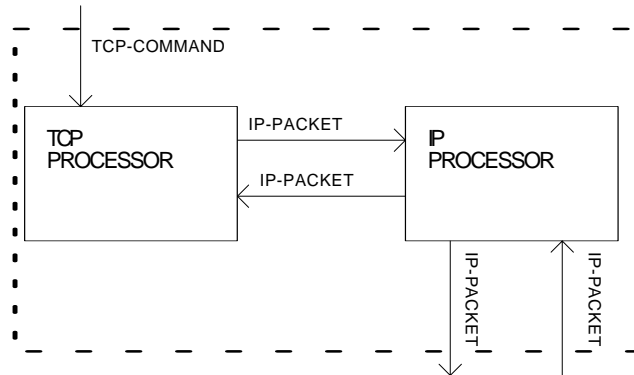 TCP-COMMAND
TCP
PROCESSOR
IP-PACKET
IP-PACKET
IP
PROCESSOR
IP-PACKET
IP-PACKET